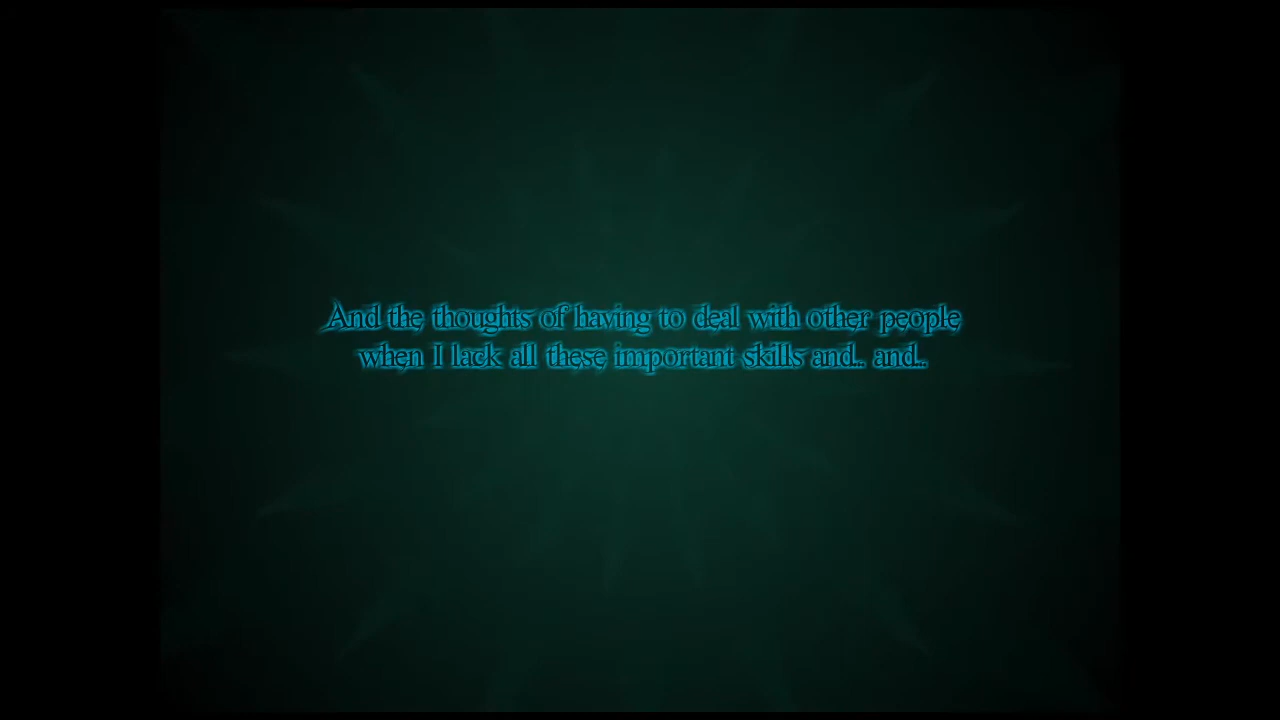 And the thoughts of having to deal with other people
when I lack all these important skills and.. and..